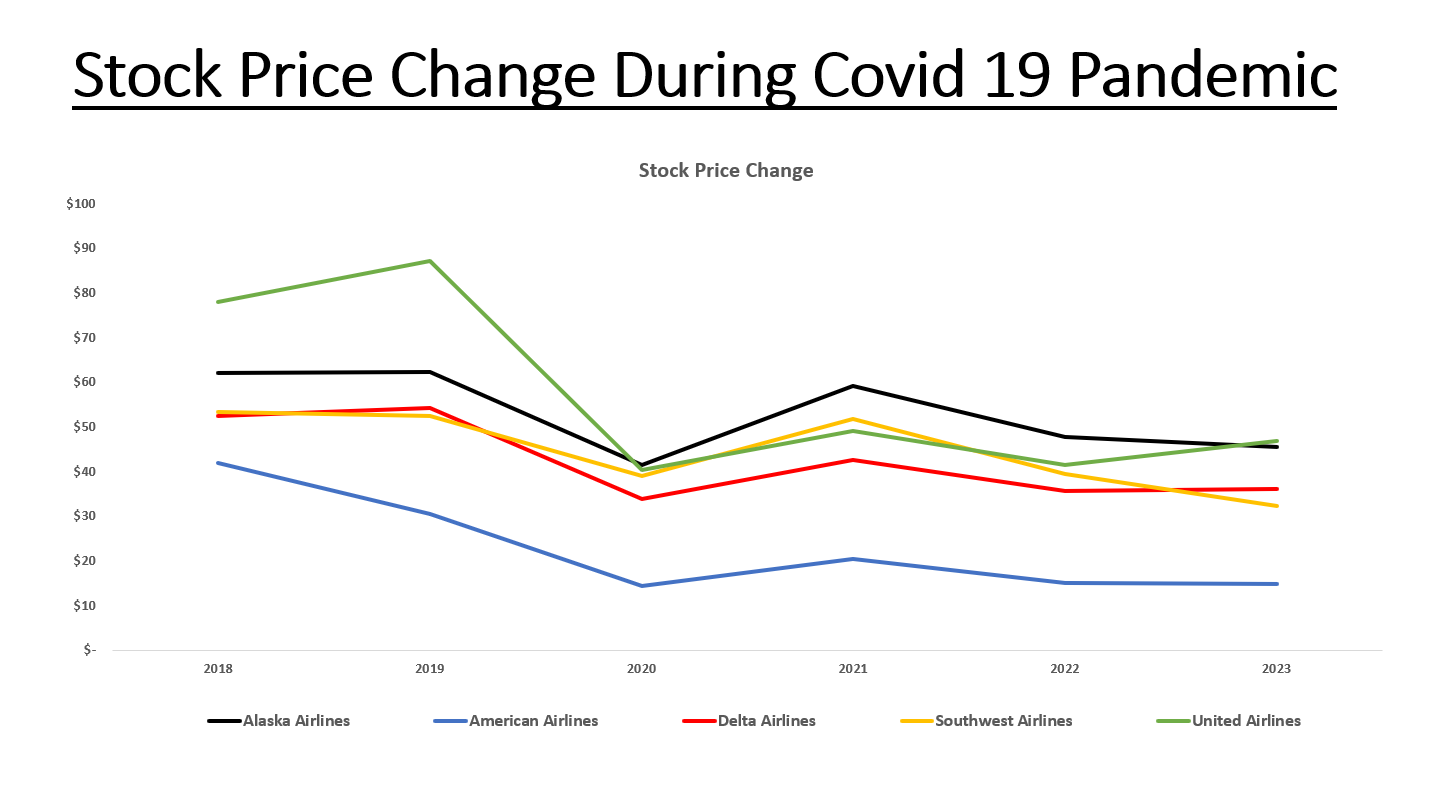 Stock Price Change During Covid 19 Pandemic
Stock Price Change
$100
$90
$80
$70
$60
$50
$40
$30
$20
$10
$-
2018 2019 2020 2021 2022 2023
Alaska Airlines American Airlines Delta Airlines Southwest Airlines United Airlines